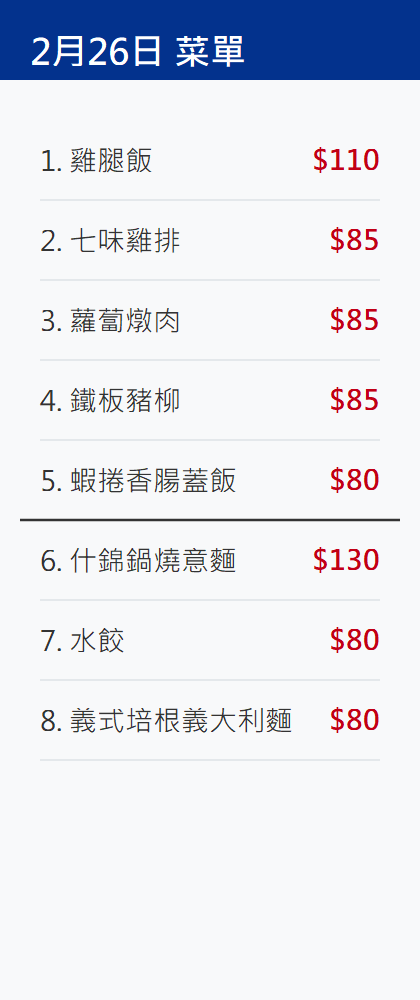 2月26日 菜單
1. 雞腿飯 $110
2. 七味雞排 $85
3. 蘿蔔燉肉 $85
4. 鐵板豬柳 $85
5. 蝦捲香腸蓋飯 $80
6. 什錦鍋燒意麵 $130
7. 水餃 $80
8. 義式培根義大利麵 $80